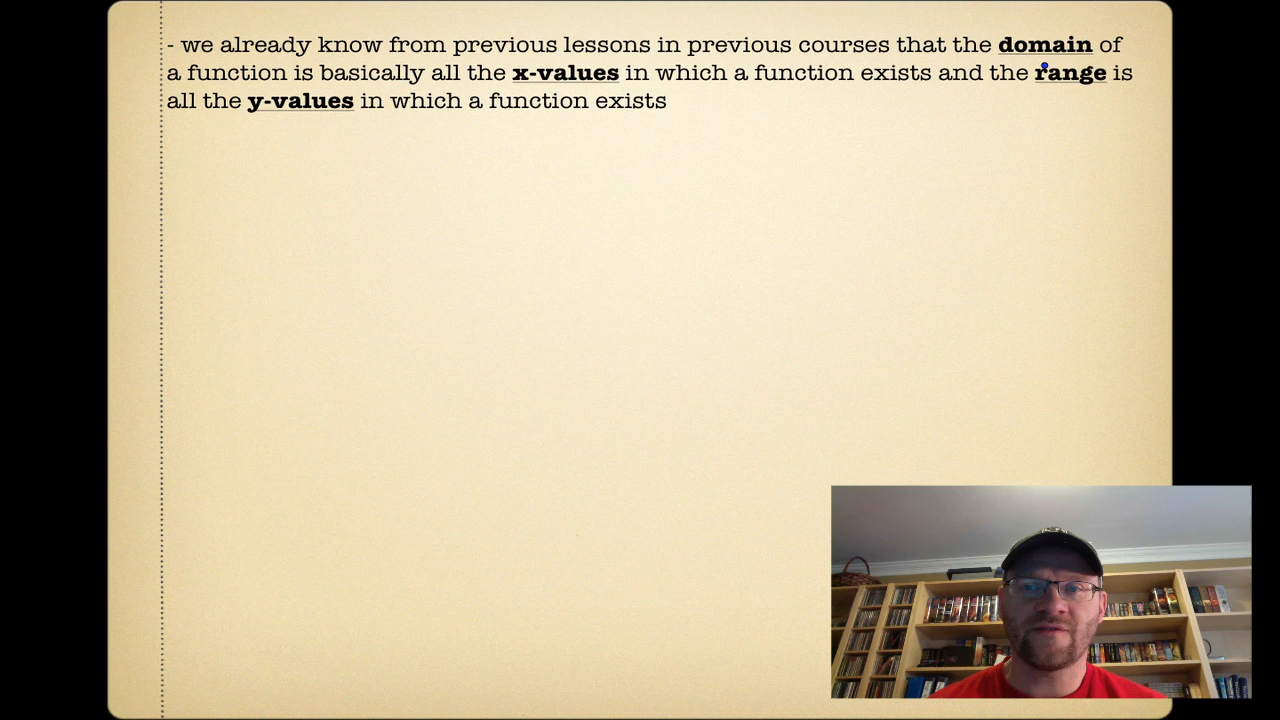 - we already know from previous lessons in previous courses that the domain of
a function is basically all the x-values in which a function exists and the range is
all the y-values in which a function exists